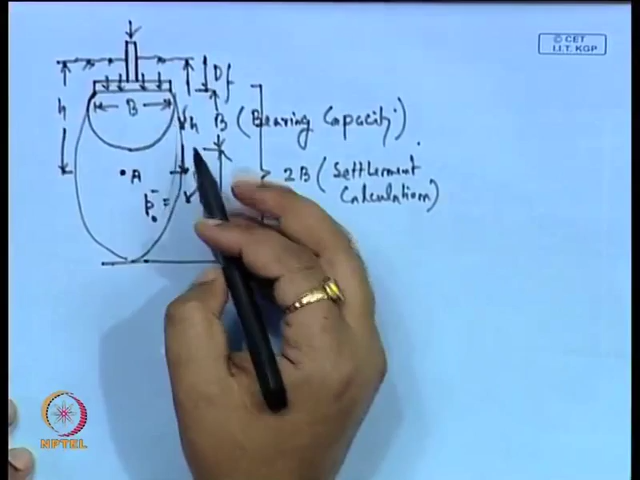 © CET
I.I.T. KGP
Df
h
B
h
B (Bearing Capacity)
A
2B (Settlement
Calculation)
p̄o =
NPTEL